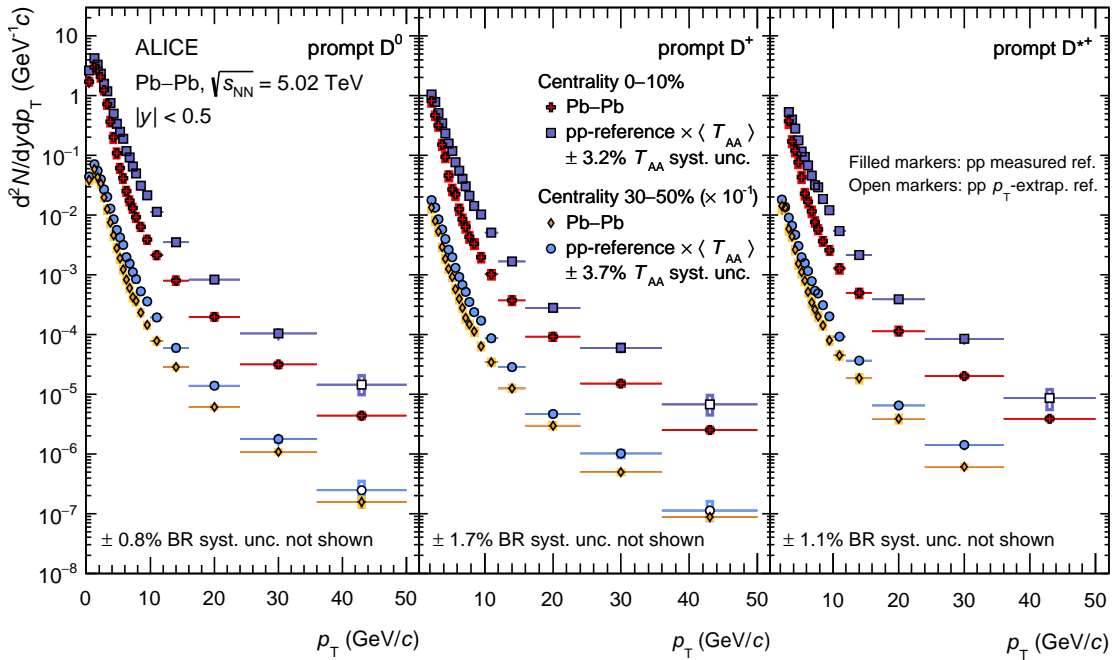 d²N/dydp_T (GeV⁻¹c)
10
1
10⁻¹
10⁻²
10⁻³
10⁻⁴
10⁻⁵
10⁻⁶
10⁻⁷
10⁻⁸
ALICE
prompt D⁰
Pb–Pb, √s_NN = 5.02 TeV
|y| < 0.5
± 0.8% BR syst. unc. not shown
0 10 20 30 40 50
p_T (GeV/c)
prompt D⁺
Centrality 0–10%
Pb–Pb
pp-reference × ⟨ T_AA ⟩
± 3.2% T_AA syst. unc.
Centrality 30–50% (× 10⁻¹)
Pb–Pb
pp-reference × ⟨ T_AA ⟩
± 3.7% T_AA syst. unc.
± 1.7% BR syst. unc. not shown
10 20 30 40 50
p_T (GeV/c)
prompt D*⁺
Filled markers: pp measured ref.
Open markers: pp p_T-extrap. ref.
± 1.1% BR syst. unc. not shown
10 20 30 40 50
p_T (GeV/c)